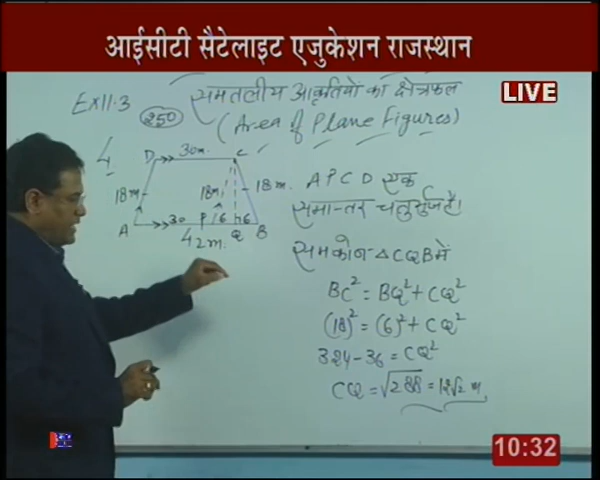 आईसीटी सैटेलाइट एजुकेशन राजस्थान
LIVE
Ex 11.3
समतलीय आकृतियों का क्षेत्रफल
250
(Area of Plane Figures)
4
D 30m. C
18m 18m 18m.
A 30 P 6 Q 6 B
42m.
APCD एक
समान्तर चतुर्भुज है।
समकोण △CQB में
BC² = BQ² + CQ²
(18)² = (6)² + CQ²
324 - 36 = CQ²
CQ = √288 = 12√2 m
10:32